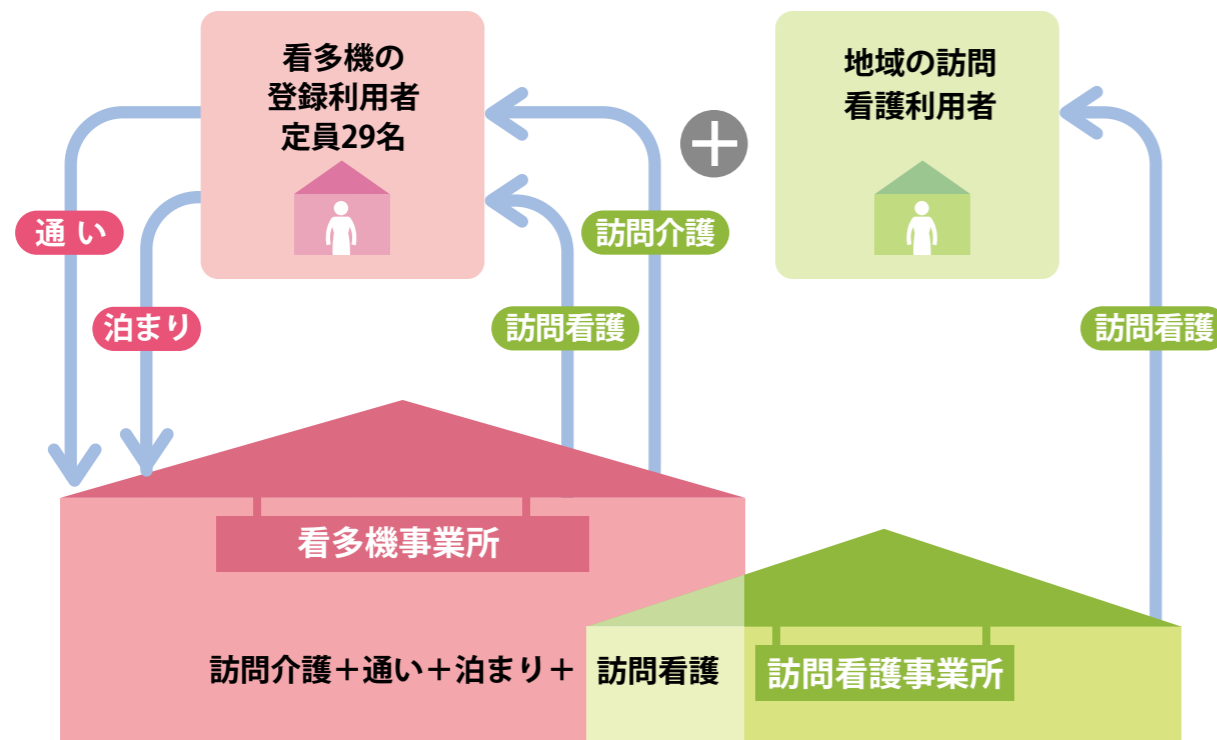 看多機の
登録利用者
定員29名
地域の訪問
看護利用者
通い
訪問介護
泊まり
訪問看護
訪問看護
看多機事業所
訪問介護＋通い＋泊まり＋ 訪問看護
訪問看護事業所